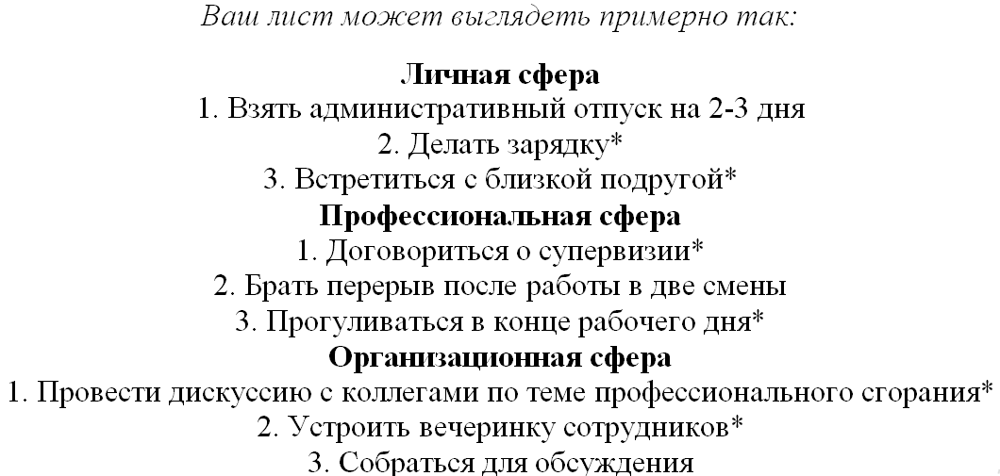 Ваш лист может выглядеть примерно так:
Личная сфера
1. Взять административный отпуск на 2-3 дня
2. Делать зарядку*
3. Встретиться с близкой подругой*
Профессиональная сфера
1. Договориться о супервизии*
2. Брать перерыв после работы в две смены
3. Прогуливаться в конце рабочего дня*
Организационная сфера
1. Провести дискуссию с коллегами по теме профессионального сгорания*
2. Устроить вечеринку сотрудников*
3. Собраться для обсуждения